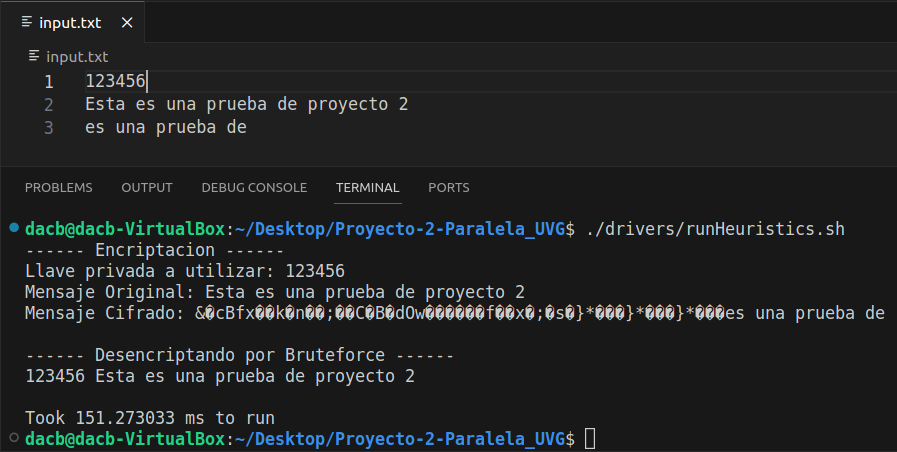 input.txt
input.txt
1 123456
2 Esta es una prueba de proyecto 2
3 es una prueba de
PROBLEMS OUTPUT DEBUG CONSOLE TERMINAL PORTS
dacb@dacb-VirtualBox:~/Desktop/Proyecto-2-Paralela_UVG$ ./drivers/runHeuristics.sh
------ Encriptacion ------
Llave privada a utilizar: 123456
Mensaje Original: Esta es una prueba de proyecto 2
Mensaje Cifrado: &�cBfx��k�n��;��C�B�dOw������f��x�;�s�}*���}*���}*���es una prueba de
------ Desencriptando por Bruteforce ------
123456 Esta es una prueba de proyecto 2
Took 151.273033 ms to run
dacb@dacb-VirtualBox:~/Desktop/Proyecto-2-Paralela_UVG$